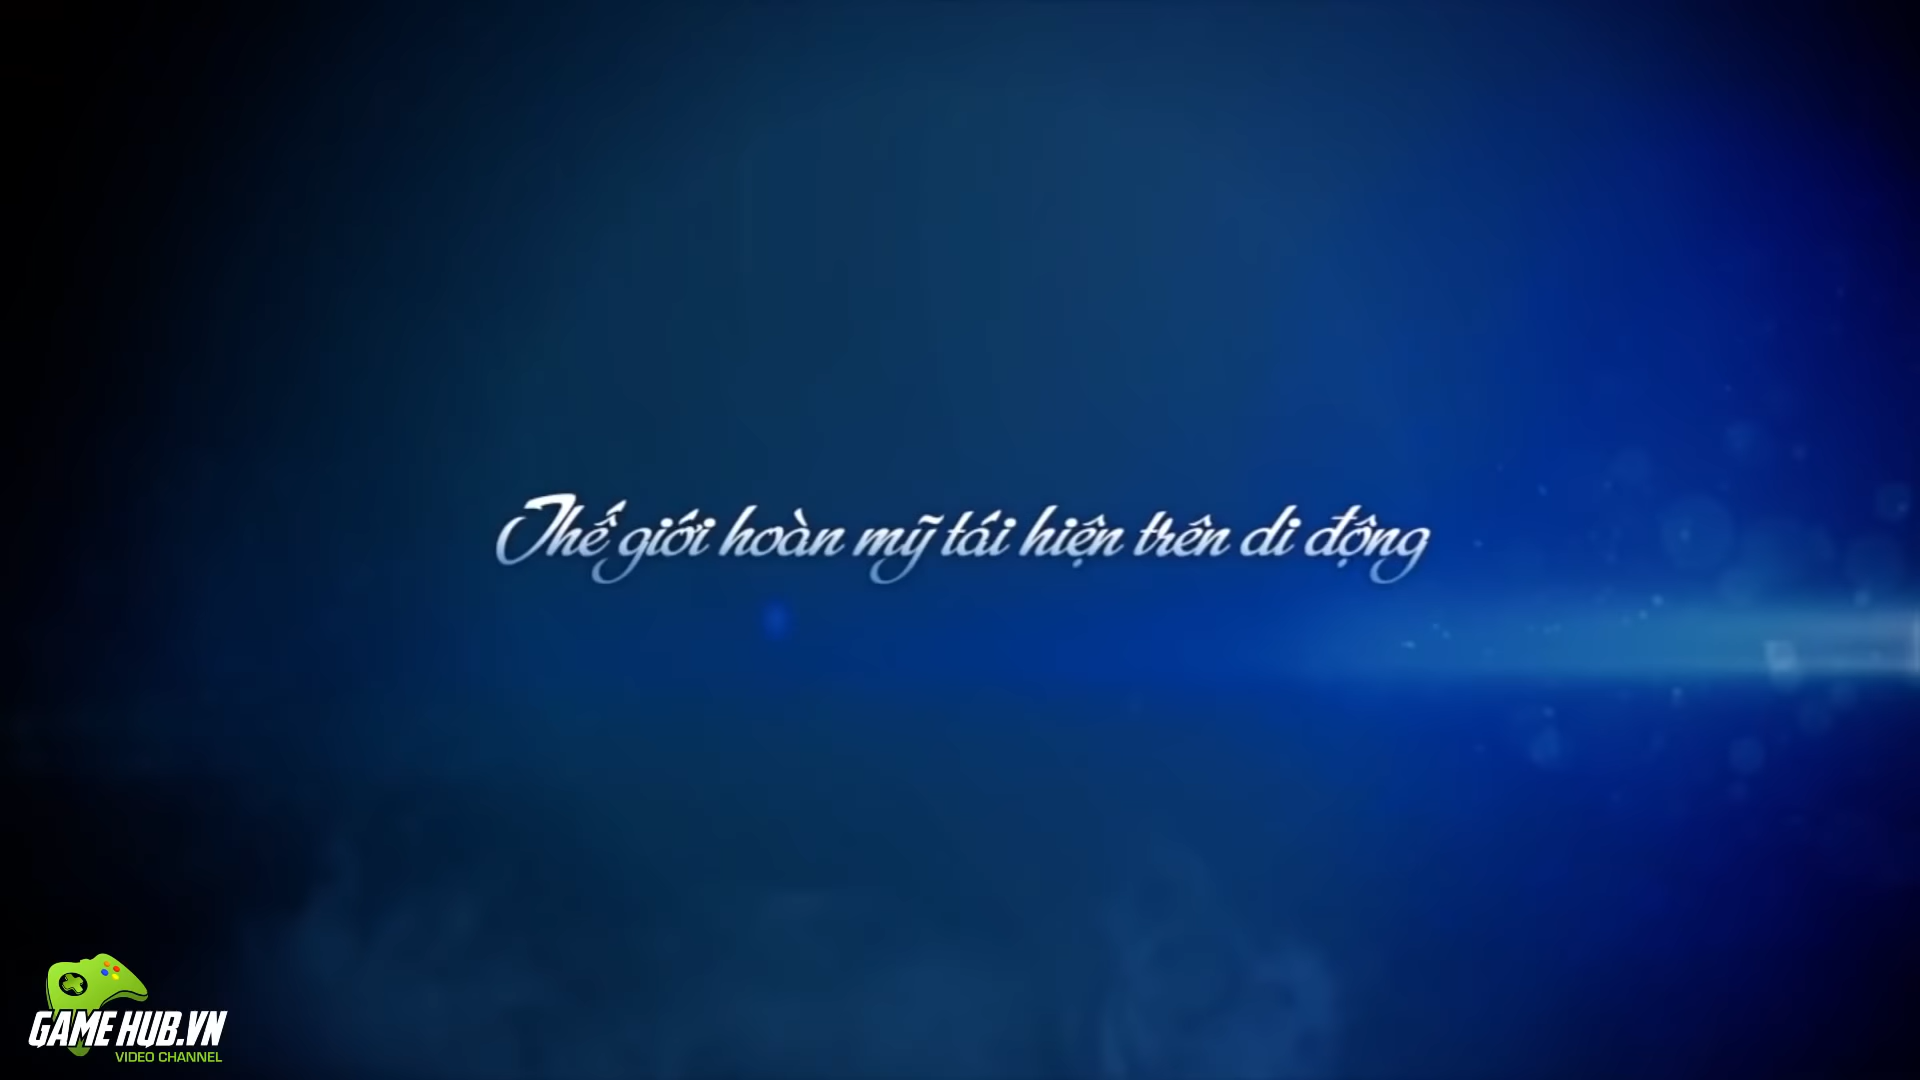 Thế giới hoàn mỹ tái hiện trên di động
GAME HUB.VN
VIDEO CHANNEL